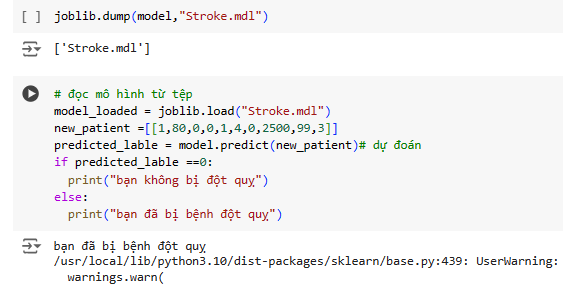 [ ] joblib.dump(model,"Stroke.mdl")
['Stroke.mdl']
# đọc mô hình từ tệp
model_loaded = joblib.load("Stroke.mdl")
new_patient =[[1,80,0,0,1,4,0,2500,99,3]]
predicted_lable = model.predict(new_patient)# dự đoán
if predicted_lable ==0:
  print("bạn không bị đột quỵ")
else:
  print("bạn đã bị bệnh đột quỵ")
bạn đã bị bệnh đột quỵ
/usr/local/lib/python3.10/dist-packages/sklearn/base.py:439: UserWarning:
  warnings.warn(